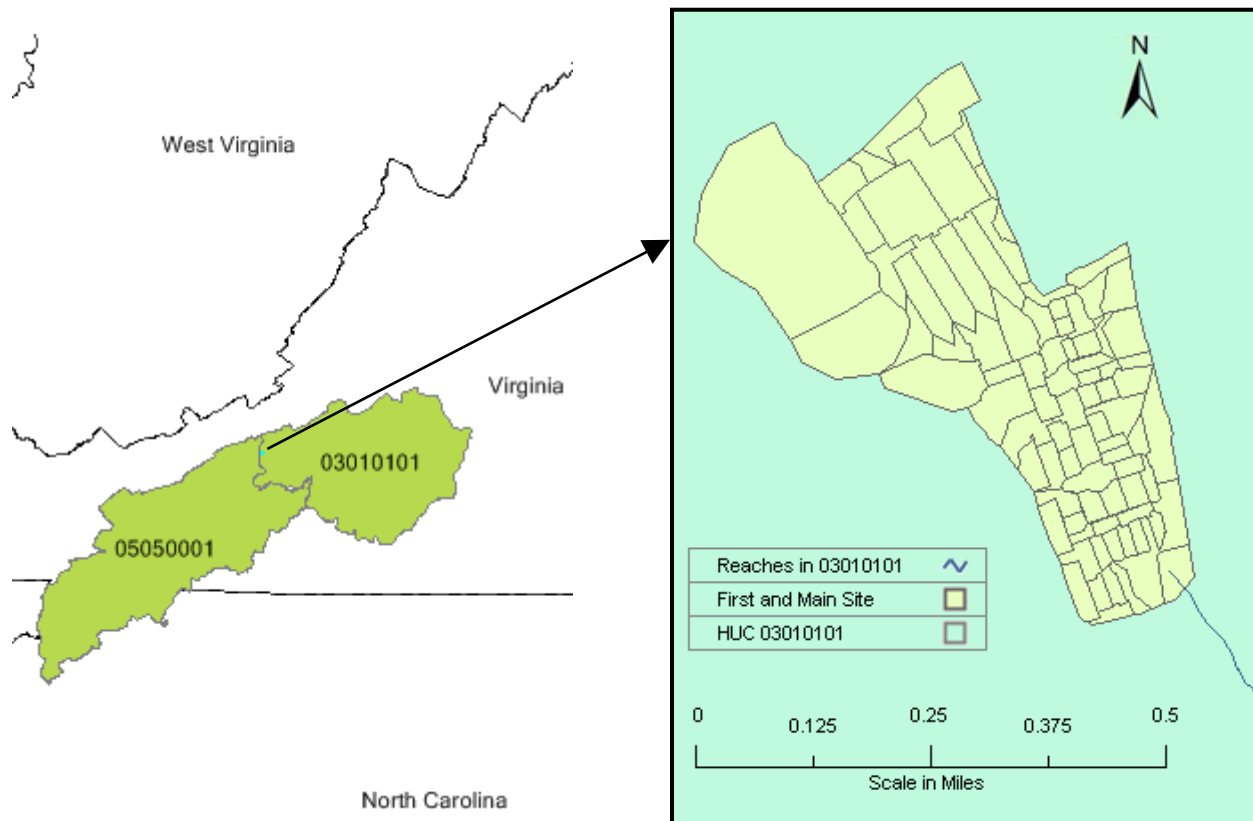 West Virginia
Virginia
03010101
05050001
North Carolina
N
Reaches in 03010101
First and Main Site
HUC 03010101
0 0.125 0.25 0.375 0.5
Scale in Miles